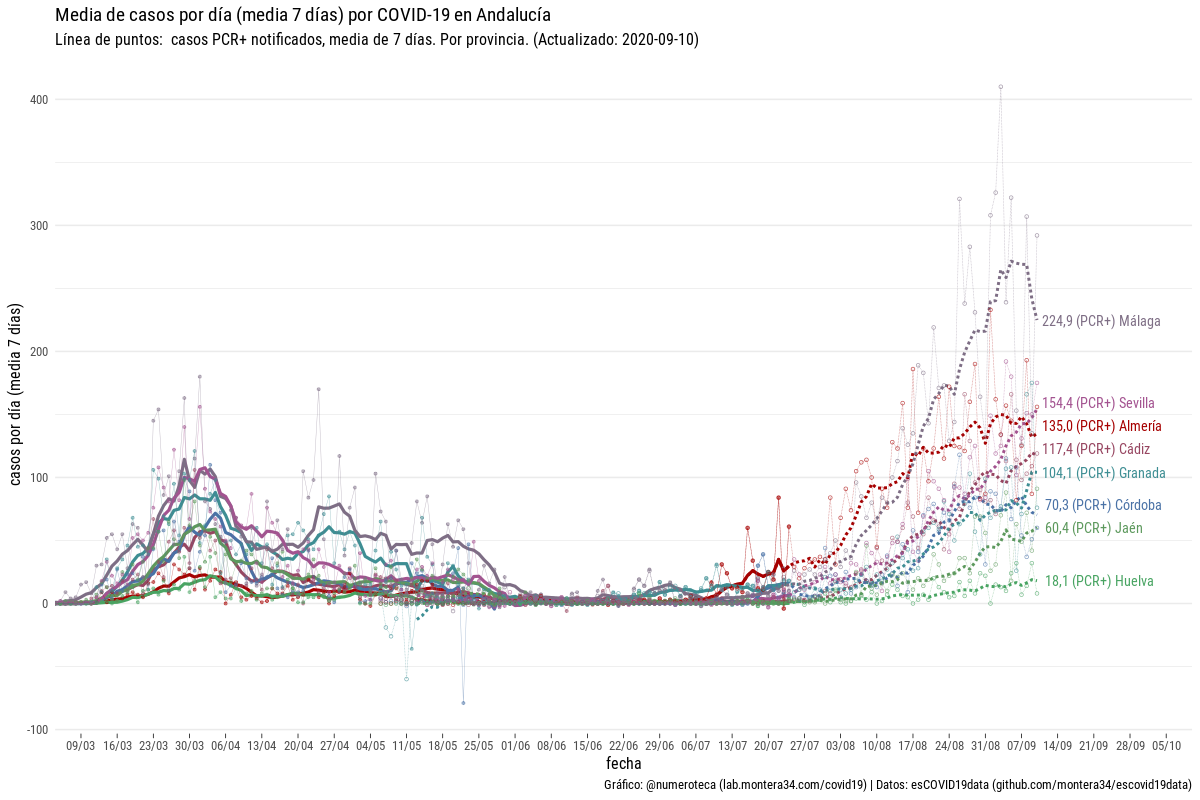 Media de casos por día (media 7 días) por COVID-19 en Andalucía
Línea de puntos:  casos PCR+ notificados, media de 7 días. Por provincia. (Actualizado: 2020-09-10)
casos por día (media 7 días)
400
300
200
100
0
-100
224,9 (PCR+) Málaga
154,4 (PCR+) Sevilla
135,0 (PCR+) Almería
117,4 (PCR+) Cádiz
104,1 (PCR+) Granada
70,3 (PCR+) Córdoba
60,4 (PCR+) Jaén
18,1 (PCR+) Huelva
09/03 16/03 23/03 30/03 06/04 13/04 20/04 27/04 04/05 11/05 18/05 25/05 01/06 08/06 15/06 22/06 29/06 06/07 13/07 20/07 27/07 03/08 10/08 17/08 24/08 31/08 07/09 14/09 21/09 28/09 05/10
fecha
Gráfico: @numeroteca (lab.montera34.com/covid19) | Datos: esCOVID19data (github.com/montera34/escovid19data)